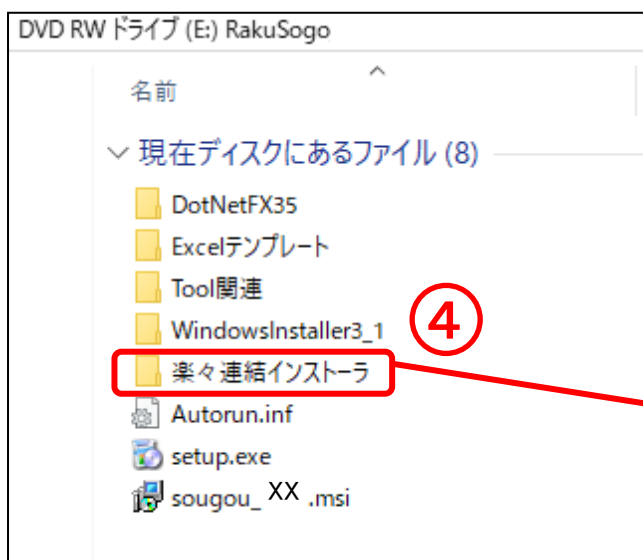 DVD RW ドライブ (E:) RakuSogo
名前
現在ディスクにあるファイル (8)
DotNetFX35
Excelテンプレート
Tool関連
WindowsInstaller3_1
④
楽々連結インストーラ
Autorun.inf
setup.exe
sougou_ XX .msi